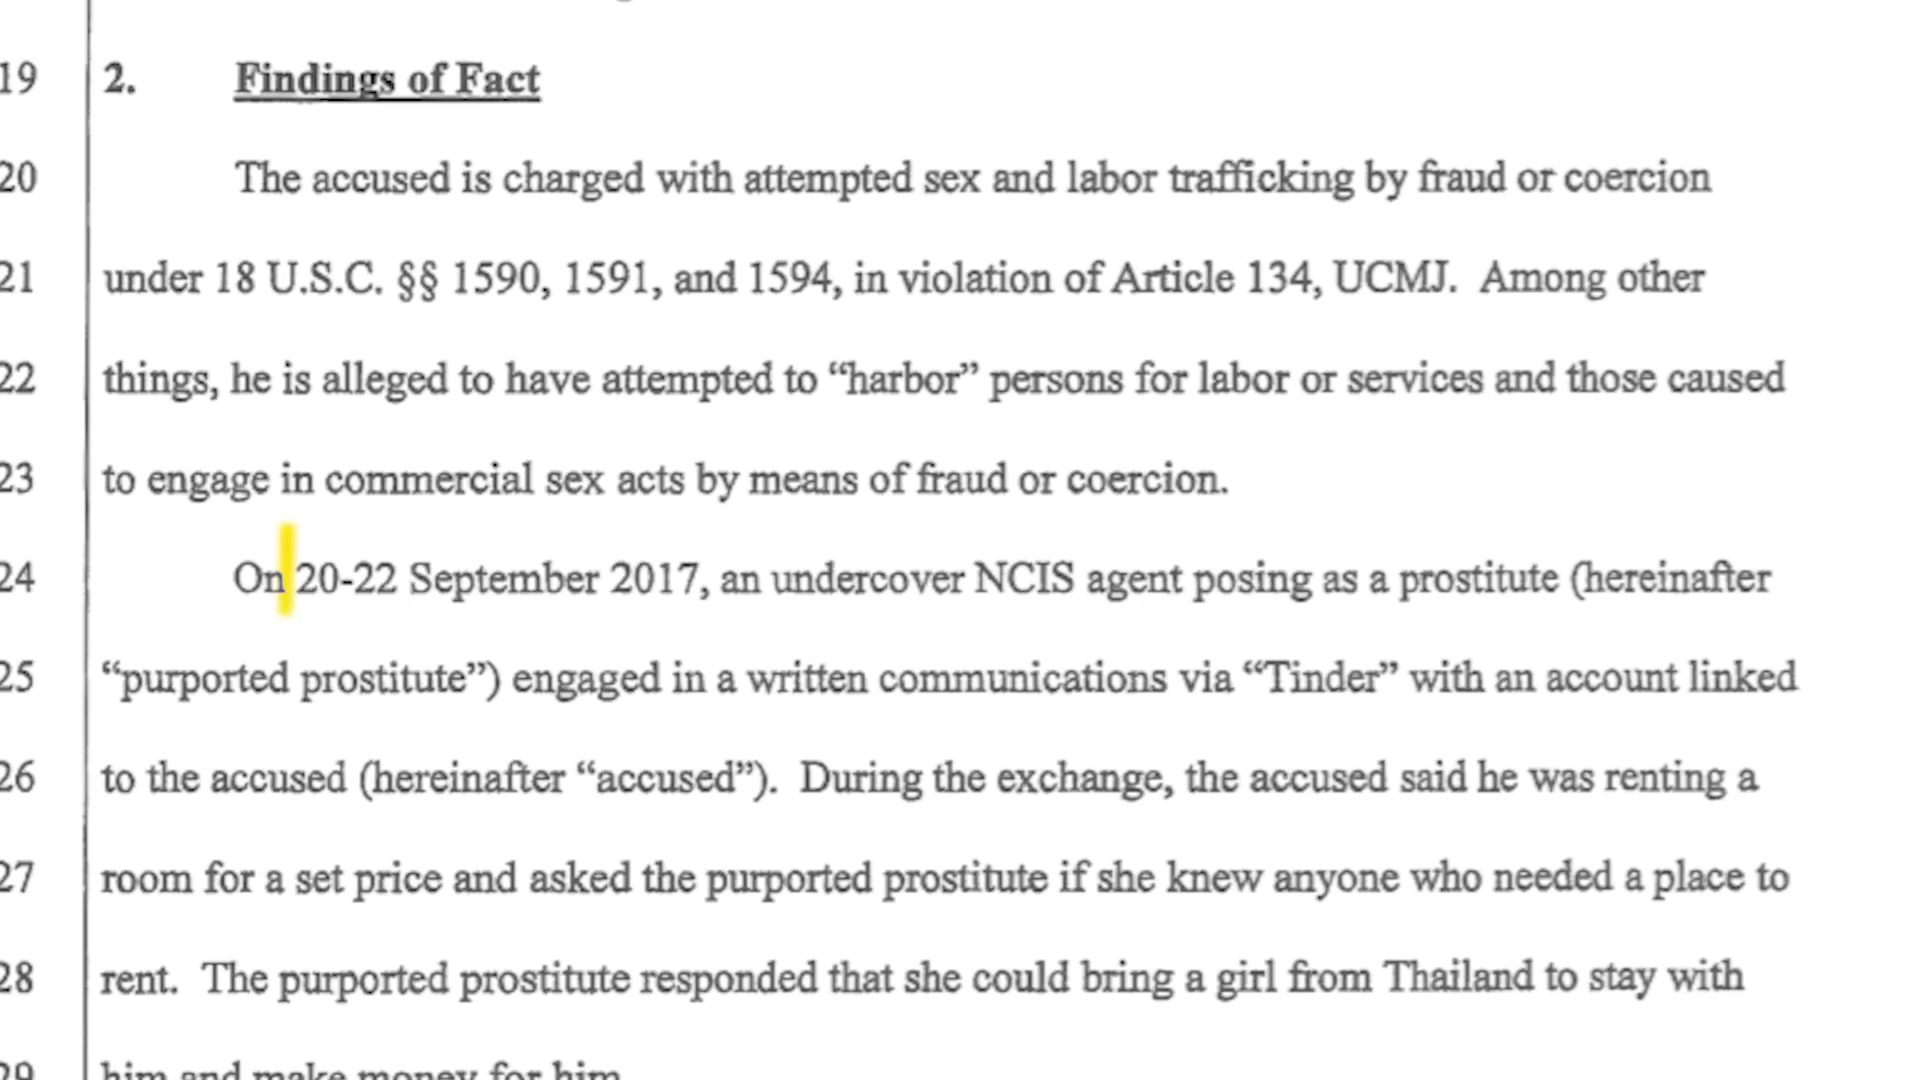 19 2. Findings of Fact
20 The accused is charged with attempted sex and labor trafficking by fraud or coercion
21 under 18 U.S.C. §§ 1590, 1591, and 1594, in violation of Article 134, UCMJ. Among other
22 things, he is alleged to have attempted to “harbor” persons for labor or services and those caused
23 to engage in commercial sex acts by means of fraud or coercion.
24 On 20-22 September 2017, an undercover NCIS agent posing as a prostitute (hereinafter
25 “purported prostitute”) engaged in a written communications via “Tinder” with an account linked
26 to the accused (hereinafter “accused”). During the exchange, the accused said he was renting a
27 room for a set price and asked the purported prostitute if she knew anyone who needed a place to
28 rent. The purported prostitute responded that she could bring a girl from Thailand to stay with
29 him and make money for him.